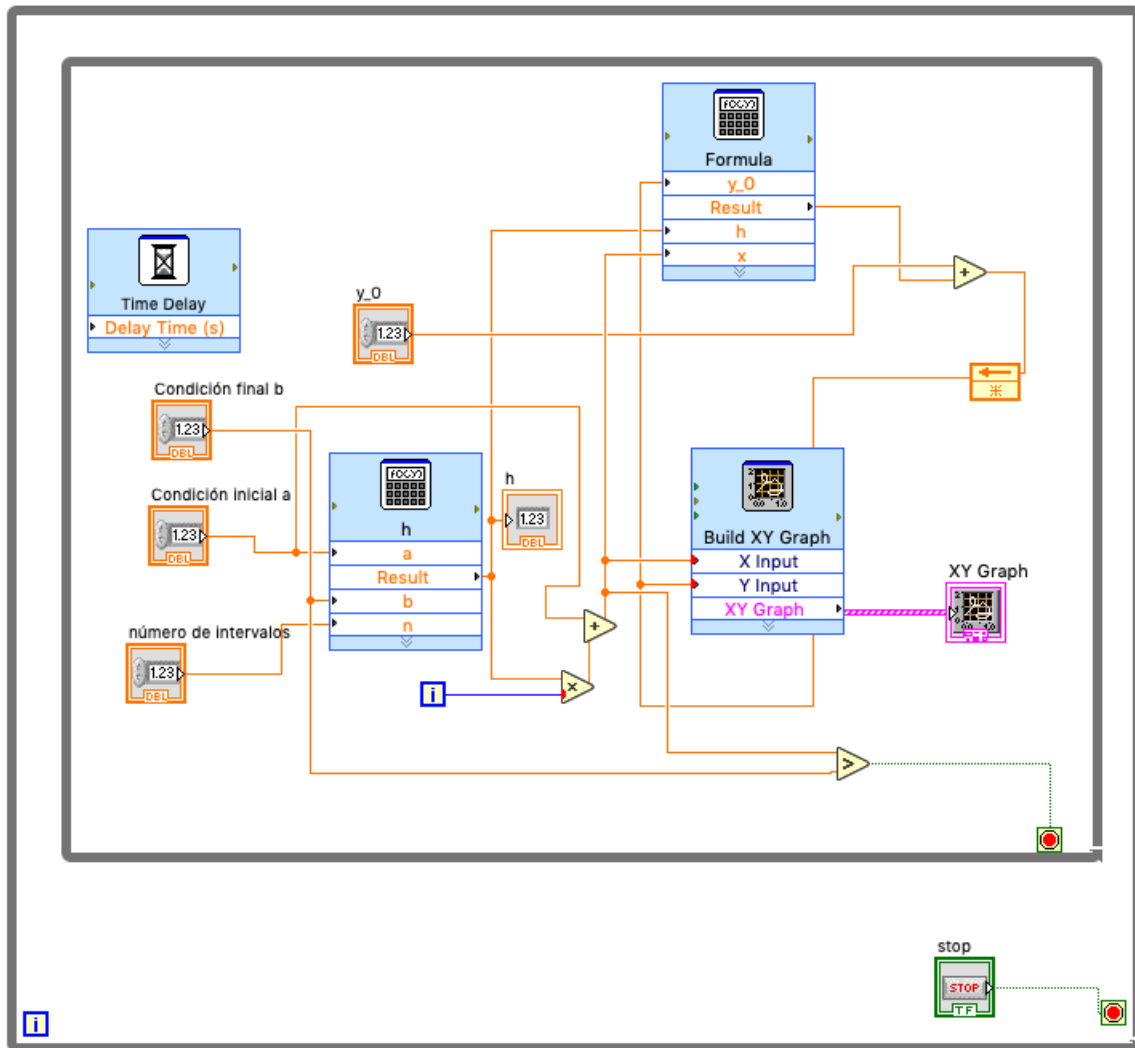 f(x,y)
Formula
y_0
Result
h
x
Time Delay
Delay Time (s)
y_0
1.23
DBL
+
Condición final b
1.23
DBL
Condición inicial a
1.23
DBL
f(x,y)
h
a
Result
b
n
h
1.23
DBL
Build XY Graph
X Input
Y Input
XY Graph
XY Graph
número de intervalos
1.23
DBL
+
i
x
>
stop
STOP
TF
i